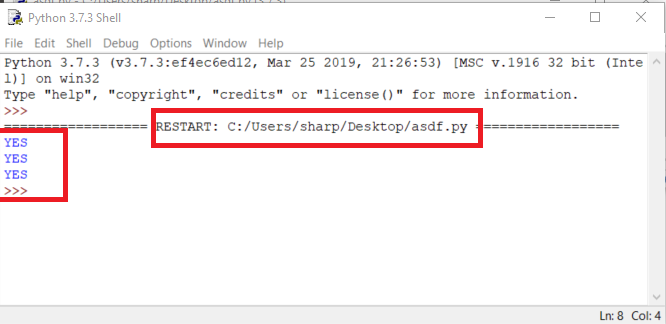 Python 3.7.3 Shell
File Edit Shell Debug Options Window Help
Python 3.7.3 (v3.7.3:ef4ec6ed12, Mar 25 2019, 21:26:53) [MSC v.1916 32 bit (Inte
l)] on win32
Type "help", "copyright", "credits" or "license()" for more information.
>>>
================== RESTART: C:/Users/sharp/Desktop/asdf.py ==================
YES
YES
YES
>>>
Ln: 8 Col: 4